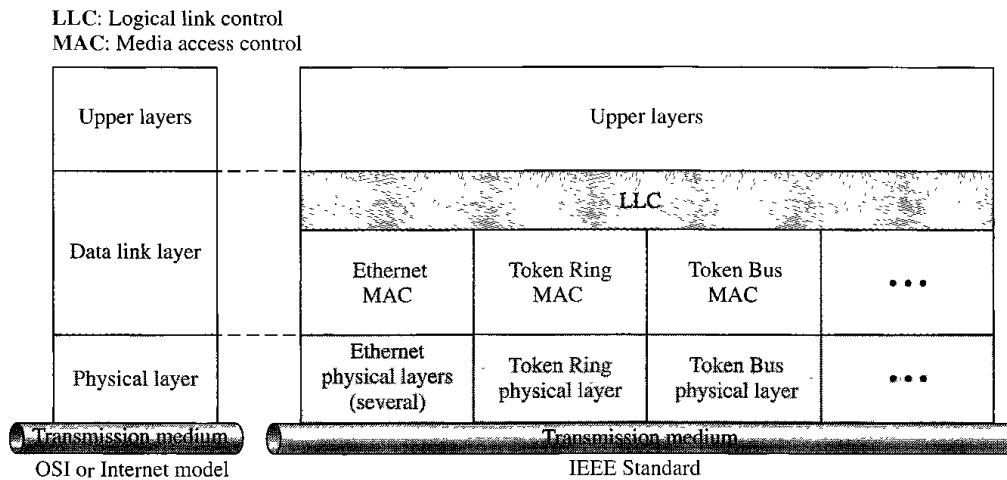 LLC: Logical link control
MAC: Media access control
Upper layers
Data link layer
Physical layer
Transmission medium
OSI or Internet model
Upper layers
LLC
Ethernet
MAC
Token Ring
MAC
Token Bus
MAC
•••
Ethernet
physical layers
(several)
Token Ring
physical layer
Token Bus
physical layer
•••
Transmission medium
IEEE Standard